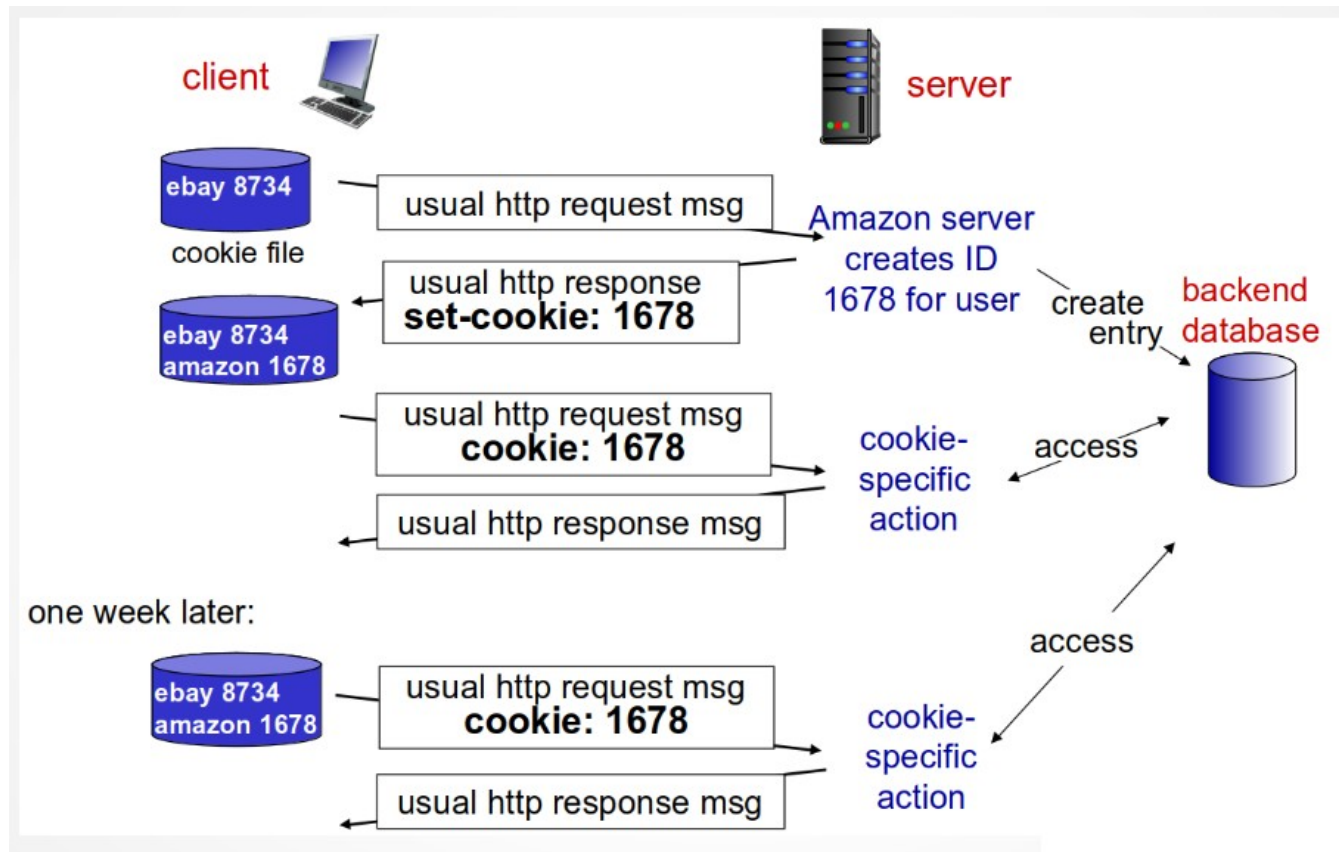 client
server
ebay 8734
cookie file
usual http request msg
Amazon server
creates ID
1678 for user
usual http response
set-cookie: 1678
ebay 8734
amazon 1678
create
entry
backend
database
usual http request msg
cookie: 1678
cookie-
specific
action
access
usual http response msg
one week later:
access
ebay 8734
amazon 1678
usual http request msg
cookie: 1678
cookie-
specific
action
usual http response msg